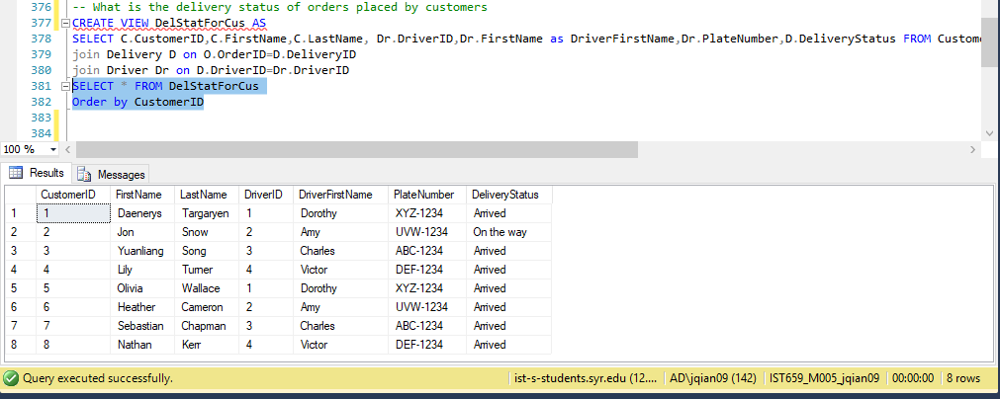 376 -- What is the delivery status of orders placed by customers
377 CREATE VIEW DelStatForCus AS
378 SELECT C.CustomerID,C.FirstName,C.LastName, Dr.DriverID,Dr.FirstName as DriverFirstName,Dr.PlateNumber,D.DeliveryStatus FROM Custome
379 join Delivery D on O.OrderID=D.DeliveryID
380 join Driver Dr on D.DriverID=Dr.DriverID
381 SELECT * FROM DelStatForCus
382 Order by CustomerID
383
384
100 %
Results Messages
CustomerID FirstName LastName DriverID DriverFirstName PlateNumber DeliveryStatus
1 1 Daenerys Targaryen 1 Dorothy XYZ-1234 Arrived
2 2 Jon Snow 2 Amy UVW-1234 On the way
3 3 Yuanliang Song 3 Charles ABC-1234 Arrived
4 4 Lily Turner 4 Victor DEF-1234 Arrived
5 5 Olivia Wallace 1 Dorothy XYZ-1234 Arrived
6 6 Heather Cameron 2 Amy UVW-1234 Arrived
7 7 Sebastian Chapman 3 Charles ABC-1234 Arrived
8 8 Nathan Kerr 4 Victor DEF-1234 Arrived
Query executed successfully. ist-s-students.syr.edu (12.... AD\jqian09 (142) IST659_M005_jqian09 00:00:00 8 rows